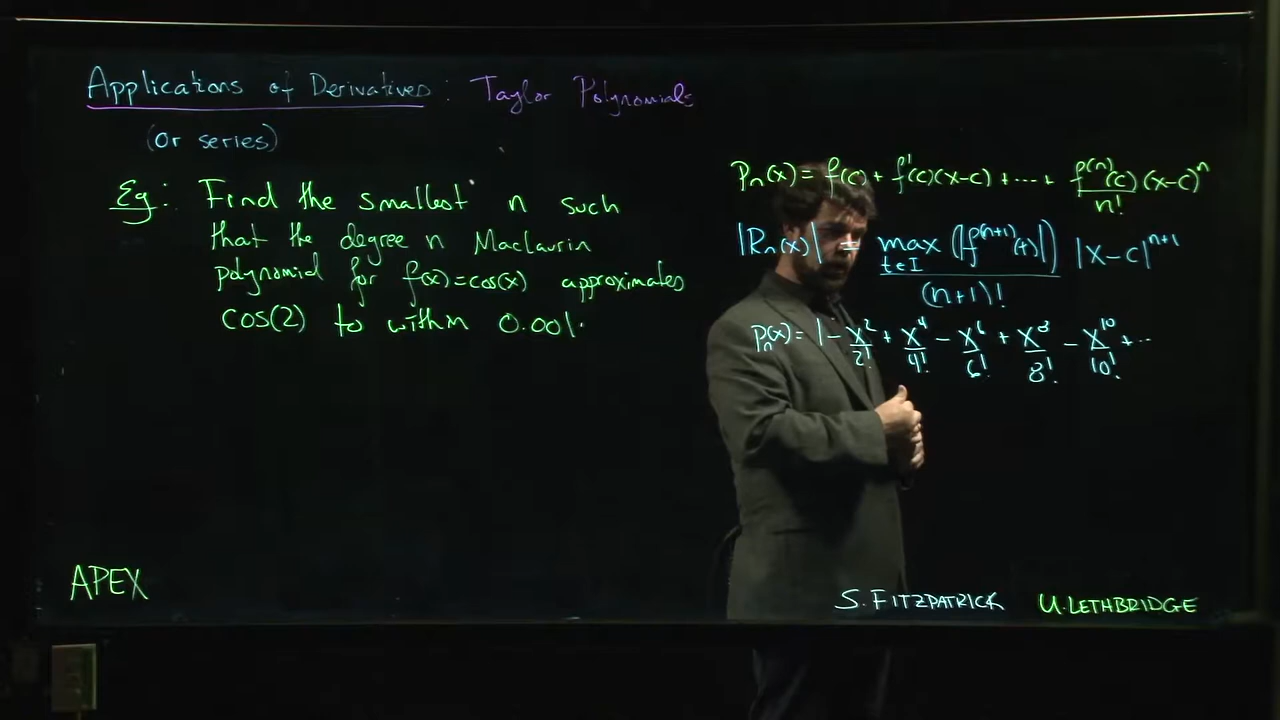 Applications of Derivatives: Taylor Polynomials
(Or series)
Eg: Find the smallest n such
that the degree n Maclaurin
polynomial for f(x)=cos(x) approximates
cos(2) to within 0.001.
Pₙ(x) = f(c) + f'(c)(x-c) + ... + f⁽ⁿ⁾(c)/n! (x-c)ⁿ
|Rₙ(x)| = max t∈I (|f⁽ⁿ⁺¹⁾(t)|)/(n+1)! |x-c|ⁿ⁺¹
Pₙ(x) = 1 - x²/2! + x⁴/4! - x⁶/6! + x⁸/8! - x¹⁰/10! + ...
APEX
S. FITZPATRICK U. LETHBRIDGE